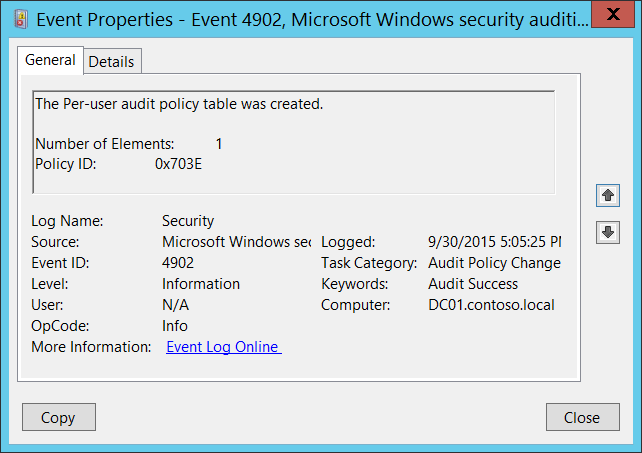 Event Properties - Event 4902, Microsoft Windows security auditi...
X
General Details
The Per-user audit policy table was created.
Number of Elements: 1
Policy ID: 0x703E
Log Name: Security
Source: Microsoft Windows sec Logged: 9/30/2015 5:05:25 PM
Event ID: 4902 Task Category: Audit Policy Change
Level: Information Keywords: Audit Success
User: N/A Computer: DC01.contoso.local
OpCode: Info
More Information: Event Log Online
Copy Close